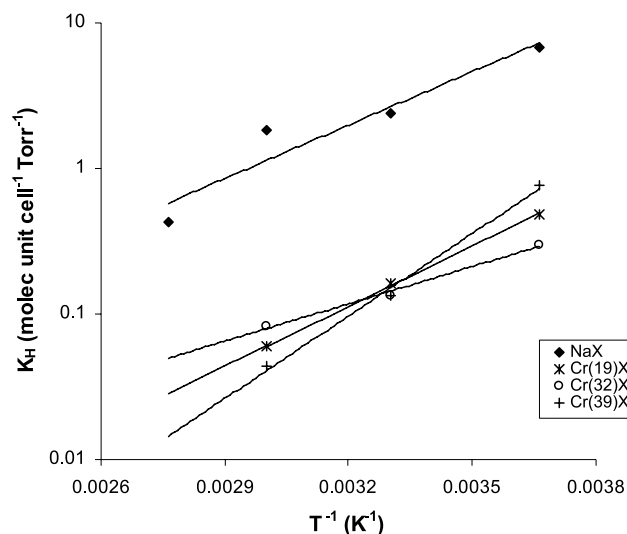 10
1
0.1
0.01
K_H (molec unit cell^-1 Torr^-1)
NaX
Cr(19)X
Cr(32)X
Cr(39)X
0.0026 0.0029 0.0032 0.0035 0.0038
T^-1 (K^-1)